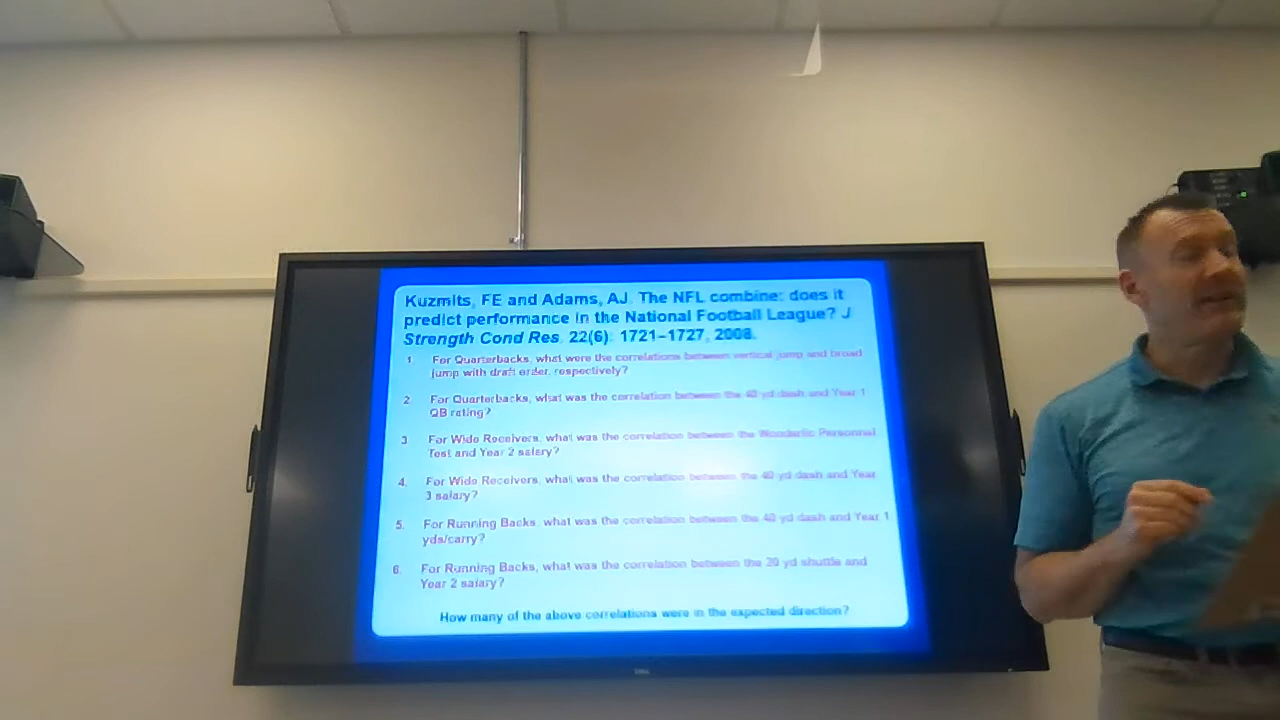 Kuzmits, FE and Adams, AJ. The NFL combine: does it
predict performance in the National Football League? J
Strength Cond Res. 22(6): 1721–1727, 2008.
1. For Quarterbacks, what were the correlations between vertical jump and broad
jump with draft order, respectively?
2. For Quarterbacks, what was the correlation between the 40 yd dash and Year 1
QB rating?
3 For Wide Receivers, what was the correlation between the Wonderlic Personnal
Test and Year 2 salary?
4. For Wide Receivers, what was the correlation between the 40 yd dash and Year
3 salary?
5. For Running Backs, what was the correlation between the 40 yd dash and Year 1
yds/carry?
6. For Running Backs, what was the correlation between the 20 yd shuttle and
Year 2 salary?
How many of the above correlations were in the expected direction?